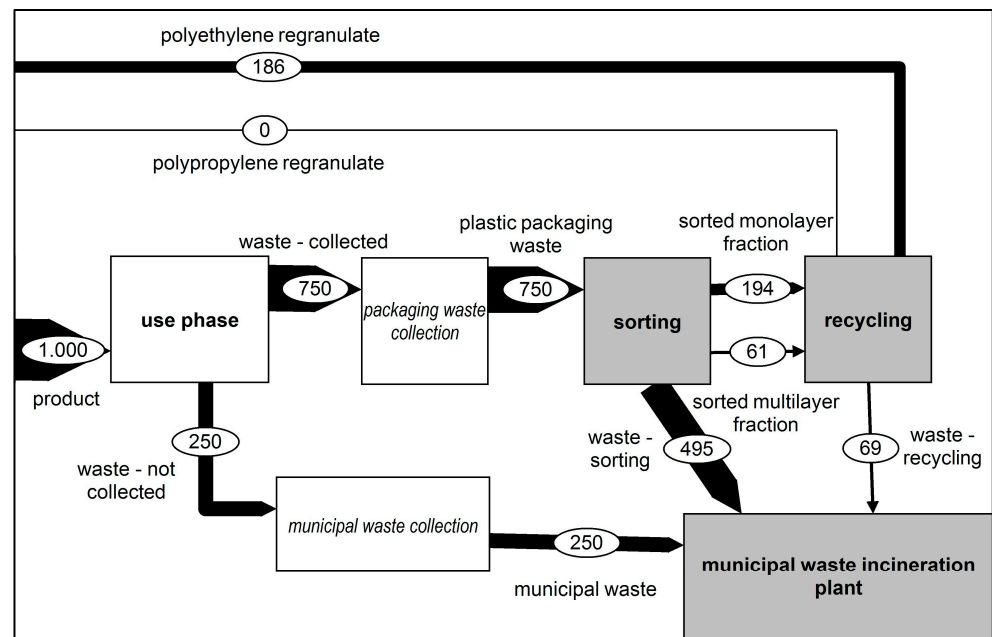 polyethylene regranulate
186
0
polypropylene regranulate
waste - collected
plastic packaging
waste
sorted monolayer
fraction
750
750
194
use phase
packaging waste
collection
sorting
recycling
1.000
61
product
sorted multilayer
fraction
250
waste - not
collected
waste -
sorting
495
69
waste -
recycling
municipal waste collection
250
municipal waste
municipal waste incineration
plant